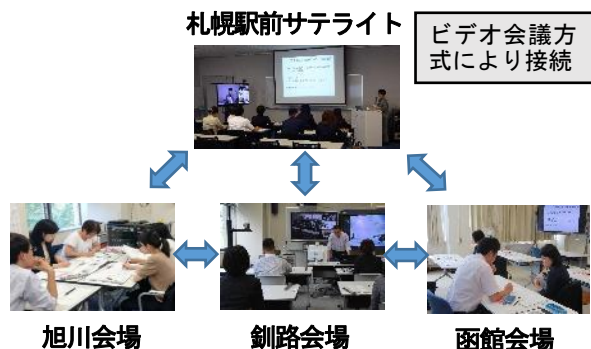 札幌駅前サテライト
ビデオ会議方
式により接続
旭川会場
釧路会場
函館会場